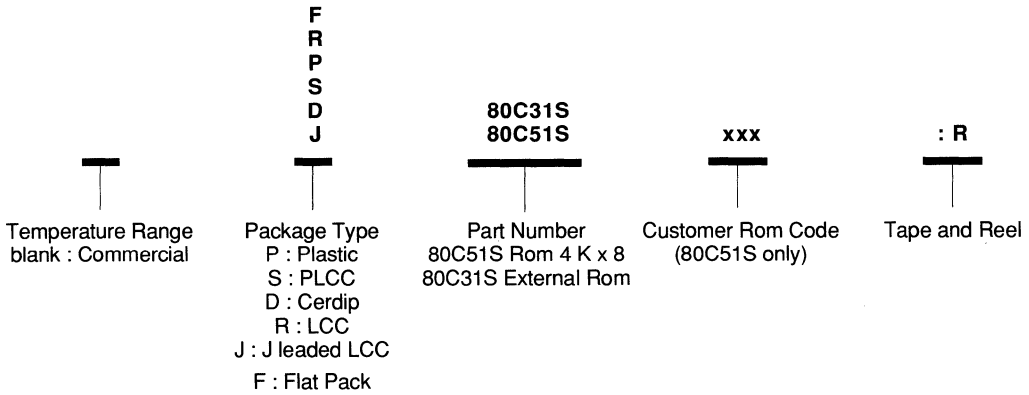 F
R
P
S
D
J
80C31S
80C51S
xxx
: R
Temperature Range
blank : Commercial
Package Type
P : Plastic
S : PLCC
D : Cerdip
R : LCC
J : J leaded LCC
F : Flat Pack
Part Number
80C51S Rom 4 K x 8
80C31S External Rom
Customer Rom Code
(80C51S only)
Tape and Reel